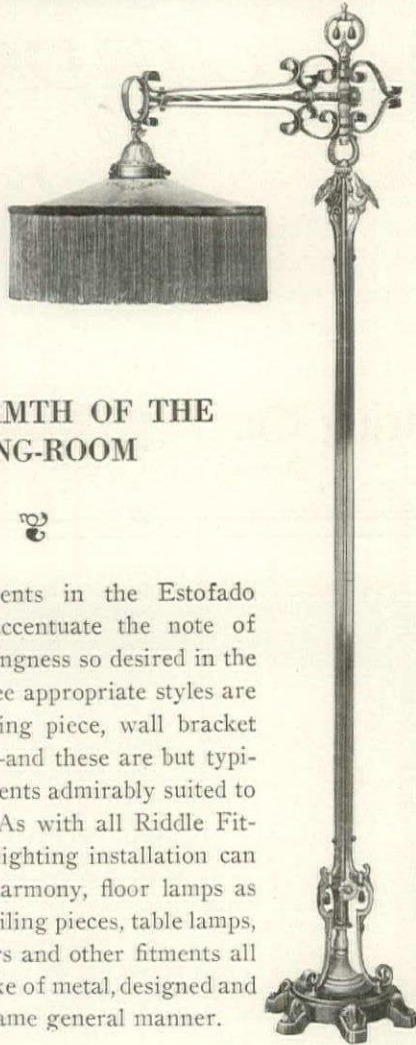 RMTH OF THE
NG-ROOM
ents in the Estofado
ccentuate the note of
ngness so desired in the
ee appropriate styles are
ing piece, wall bracket
-and these are but typi-
ents admirably suited to
As with all Riddle Fit-
ighting installation can
armony, floor lamps as
iling pieces, table lamps,
rs and other fitments all
ke of metal, designed and
ame general manner.